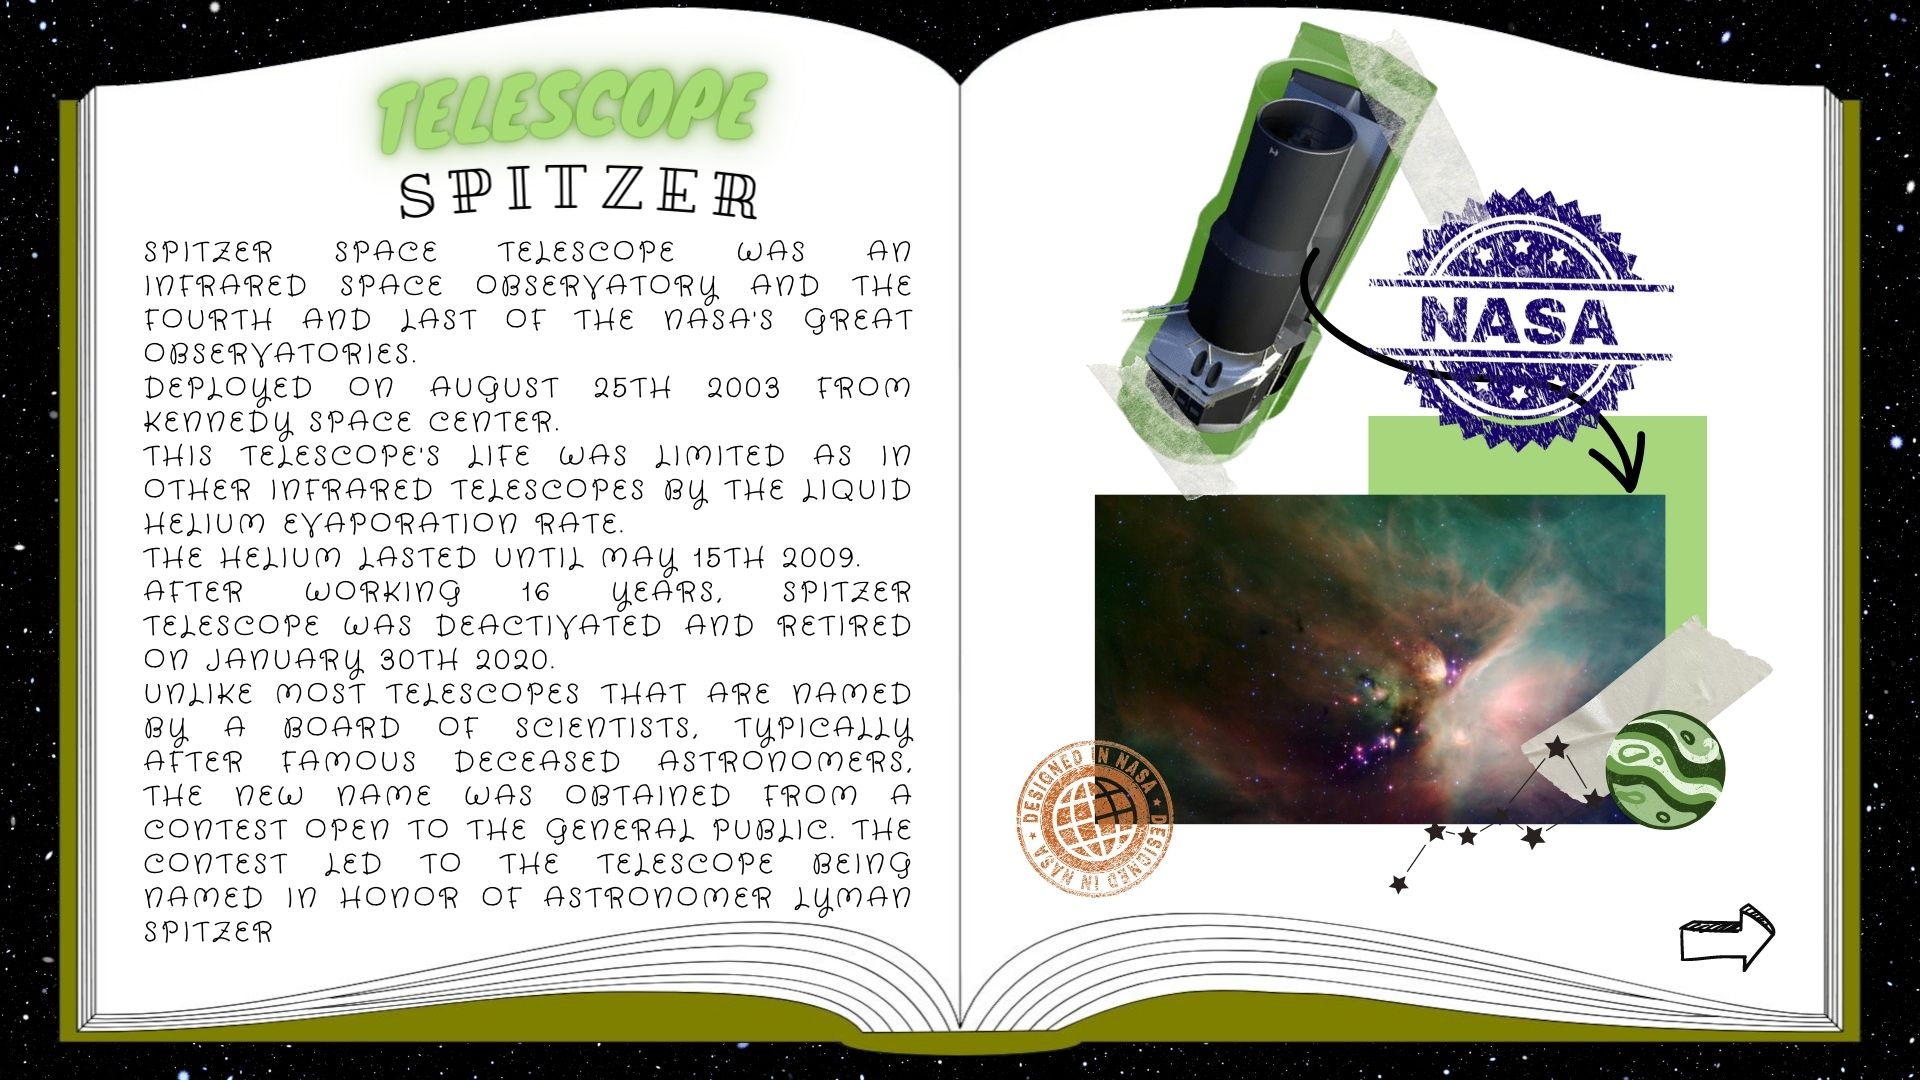 TELESCOPE
SPITZER
SPITZER SPACE TELESCOPE WAS AN
INFRARED SPACE OBSERVATORY AND THE
FOURTH AND LAST OF THE NASA'S GREAT
OBSERVATORIES.
DEPLOYED ON AUGUST 25TH 2003 FROM
KENNEDY SPACE CENTER.
THIS TELESCOPE'S LIFE WAS LIMITED AS IN
OTHER INFRARED TELESCOPES BY THE LIQUID
HELIUM EVAPORATION RATE.
THE HELIUM LASTED UNTIL MAY 15TH 2009.
AFTER WORKING 16 YEARS, SPITZER
TELESCOPE WAS DEACTIVATED AND RETIRED
ON JANUARY 30TH 2020.
UNLIKE MOST TELESCOPES THAT ARE NAMED
BY A BOARD OF SCIENTISTS, TYPICALLY
AFTER FAMOUS DECEASED ASTRONOMERS,
THE NEW NAME WAS OBTAINED FROM A
CONTEST OPEN TO THE GENERAL PUBLIC. THE
CONTEST LED TO THE TELESCOPE BEING
NAMED IN HONOR OF ASTRONOMER LYMAN
SPITZER
NASA
DESIGNED IN NASA
DESIGNED IN NASA